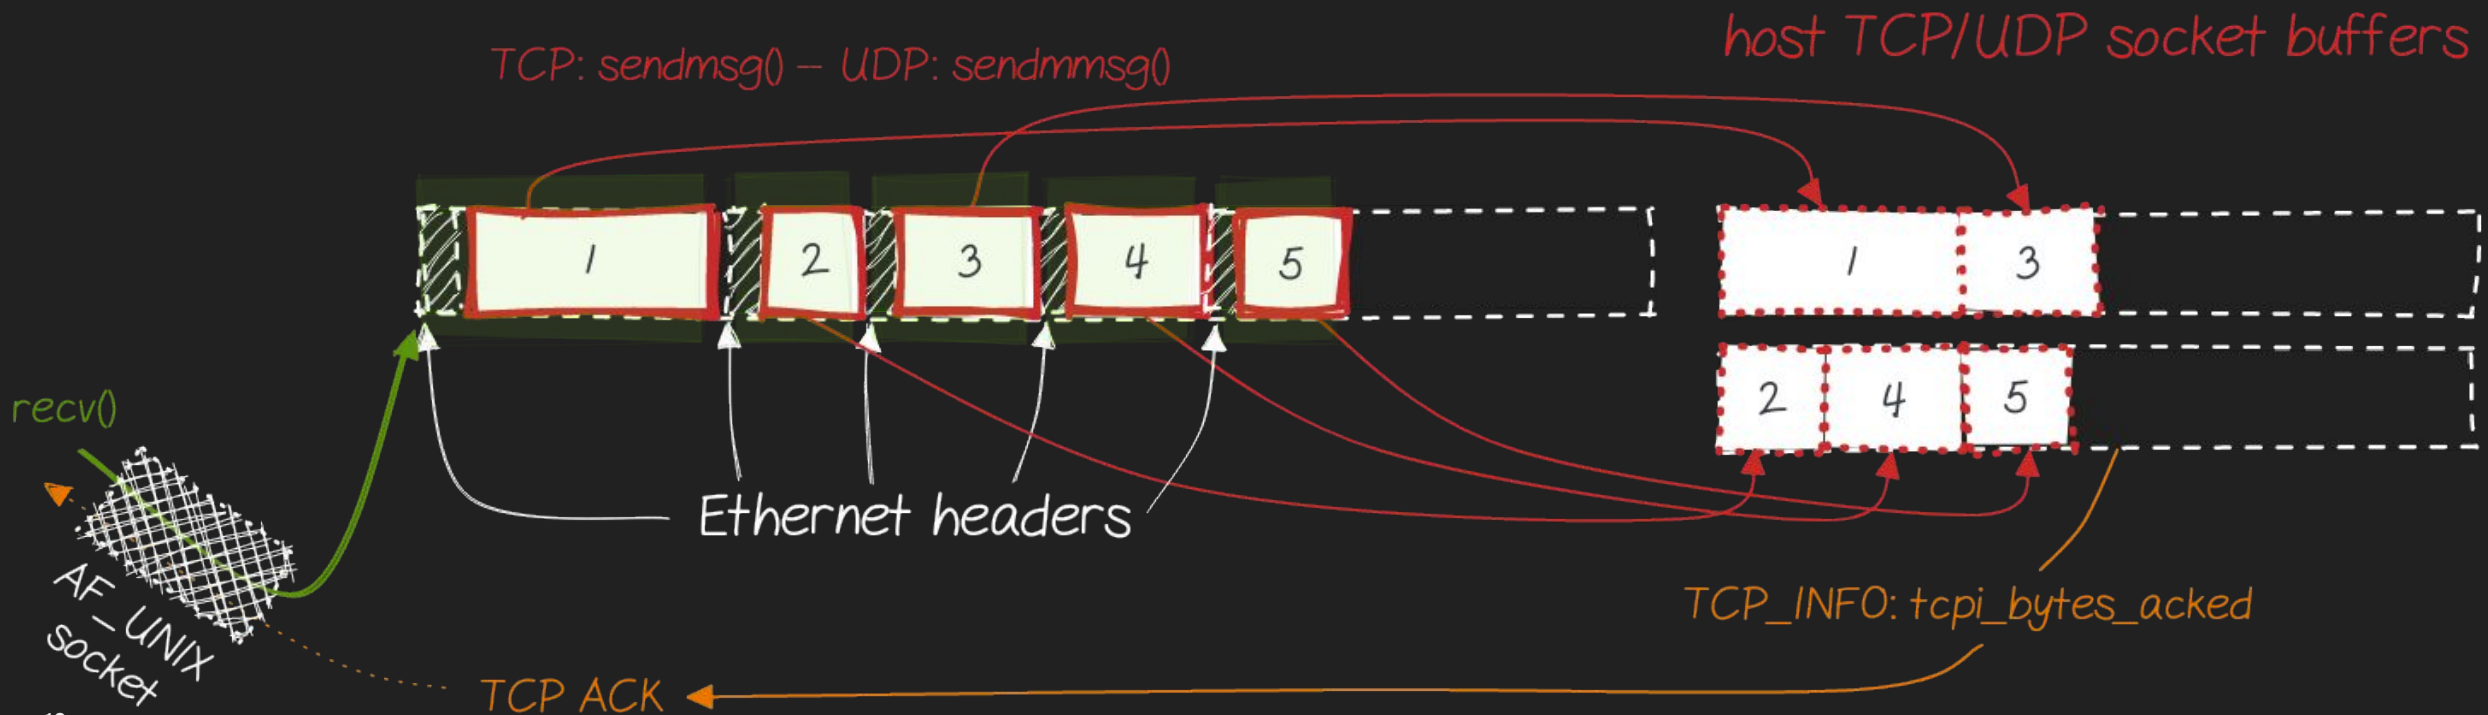 host TCP/UDP socket buffers
TCP: sendmsg() – UDP: sendmmsg()
1 2 3 4 5
1 3
2 4 5
recv()
Ethernet headers
AF_UNIX
socket
TCP_INFO: tcpi_bytes_acked
TCP ACK